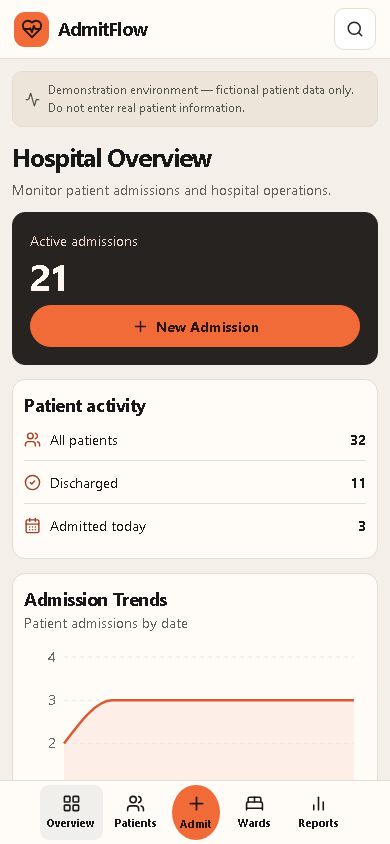 AdmitFlow
Demonstration environment — fictional patient data only.
Do not enter real patient information.
Hospital Overview
Monitor patient admissions and hospital operations.
Active admissions
21
New Admission
Patient activity
All patients 32
Discharged 11
Admitted today 3
Admission Trends
Patient admissions by date
4
3
2
Overview Patients Admit Wards Reports